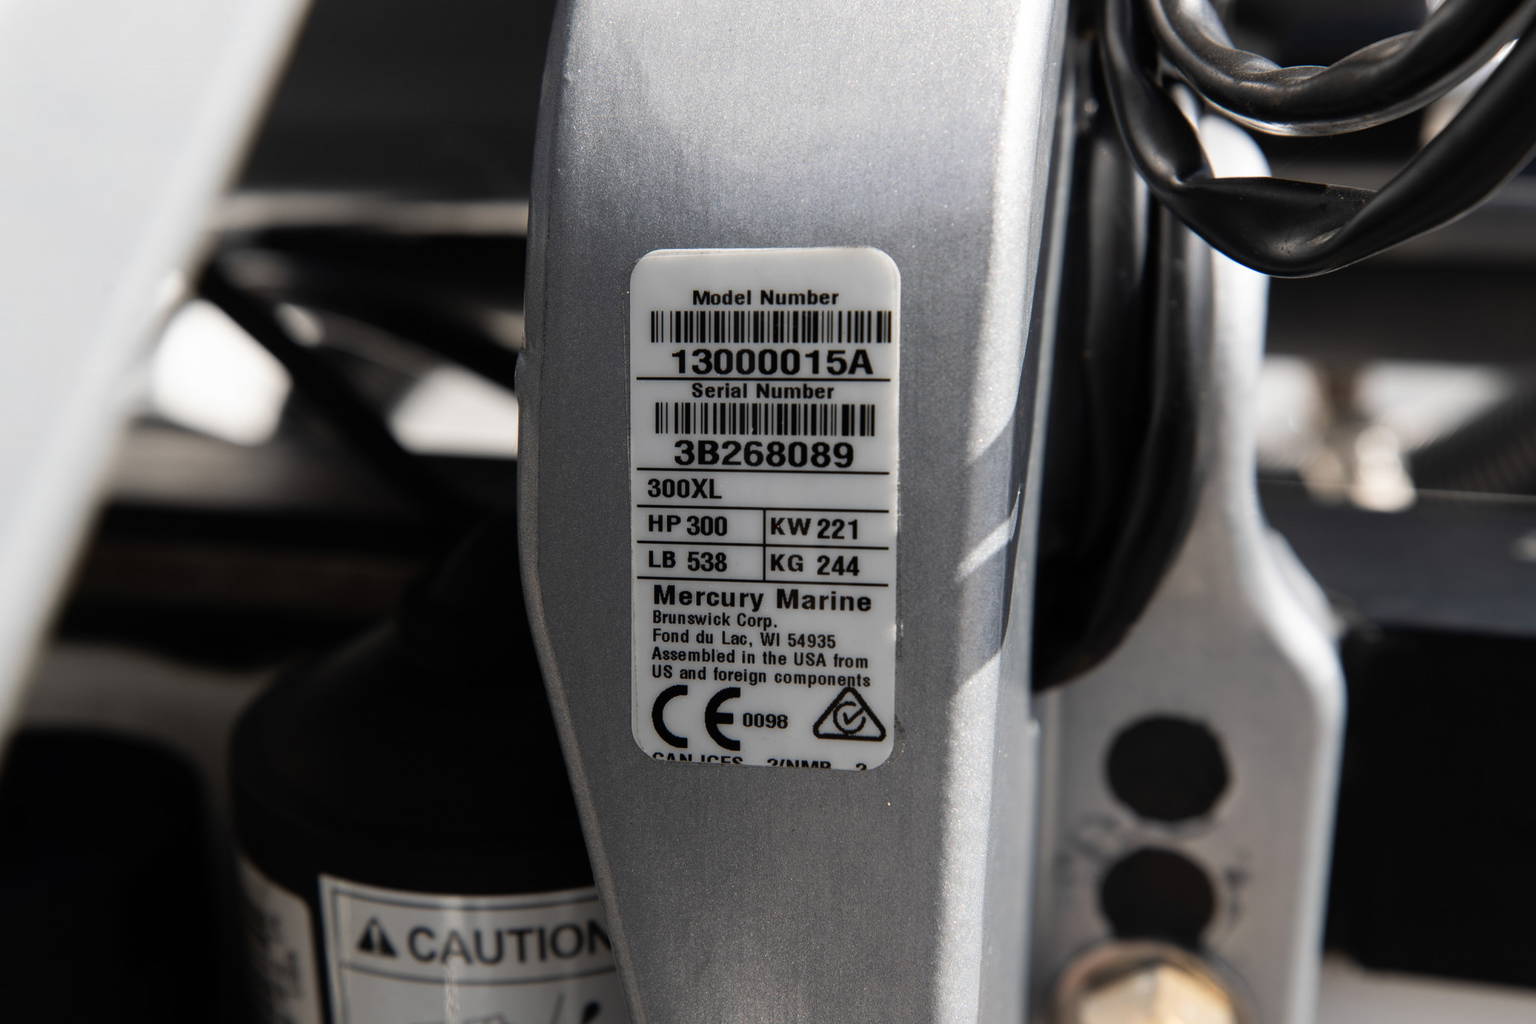 Model Number
13000015A
Serial Number
3B268089
300XL
HP 300 KW 221
LB 538 KG 244
Mercury Marine
Brunswick Corp.
Fond du Lac, WI 54935
Assembled in the USA from
US and foreign components
CE 0098
CAUTION